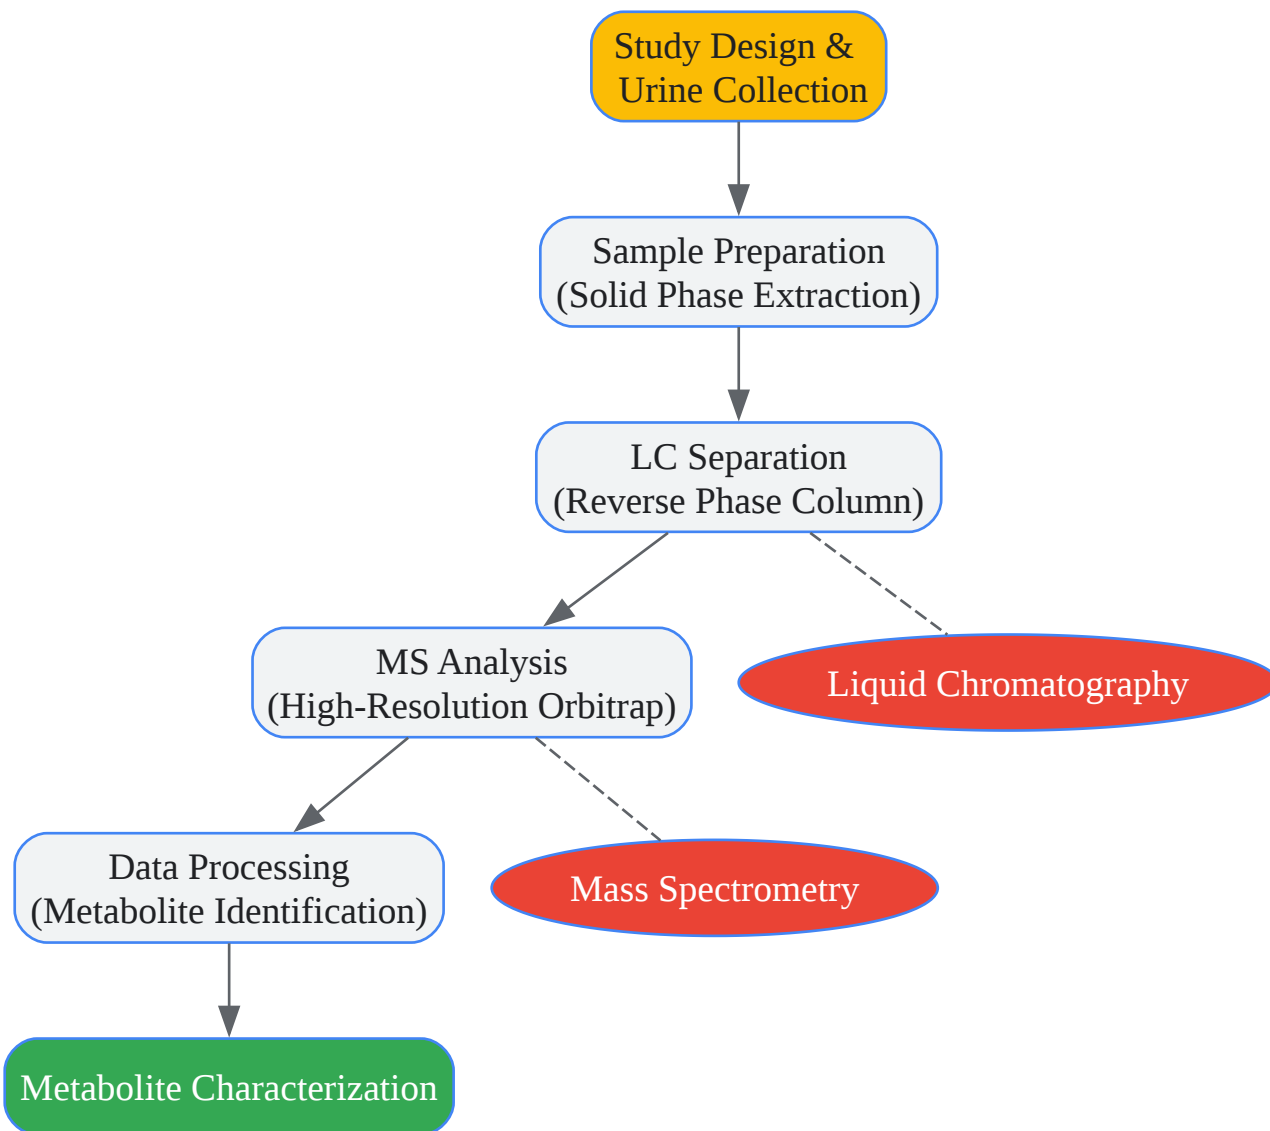 Study Design &
Urine Collection
Sample Preparation
(Solid Phase Extraction)
LC Separation
(Reverse Phase Column)
MS Analysis
(High-Resolution Orbitrap)
Liquid Chromatography
Data Processing
(Metabolite Identification)
Mass Spectrometry
Metabolite Characterization